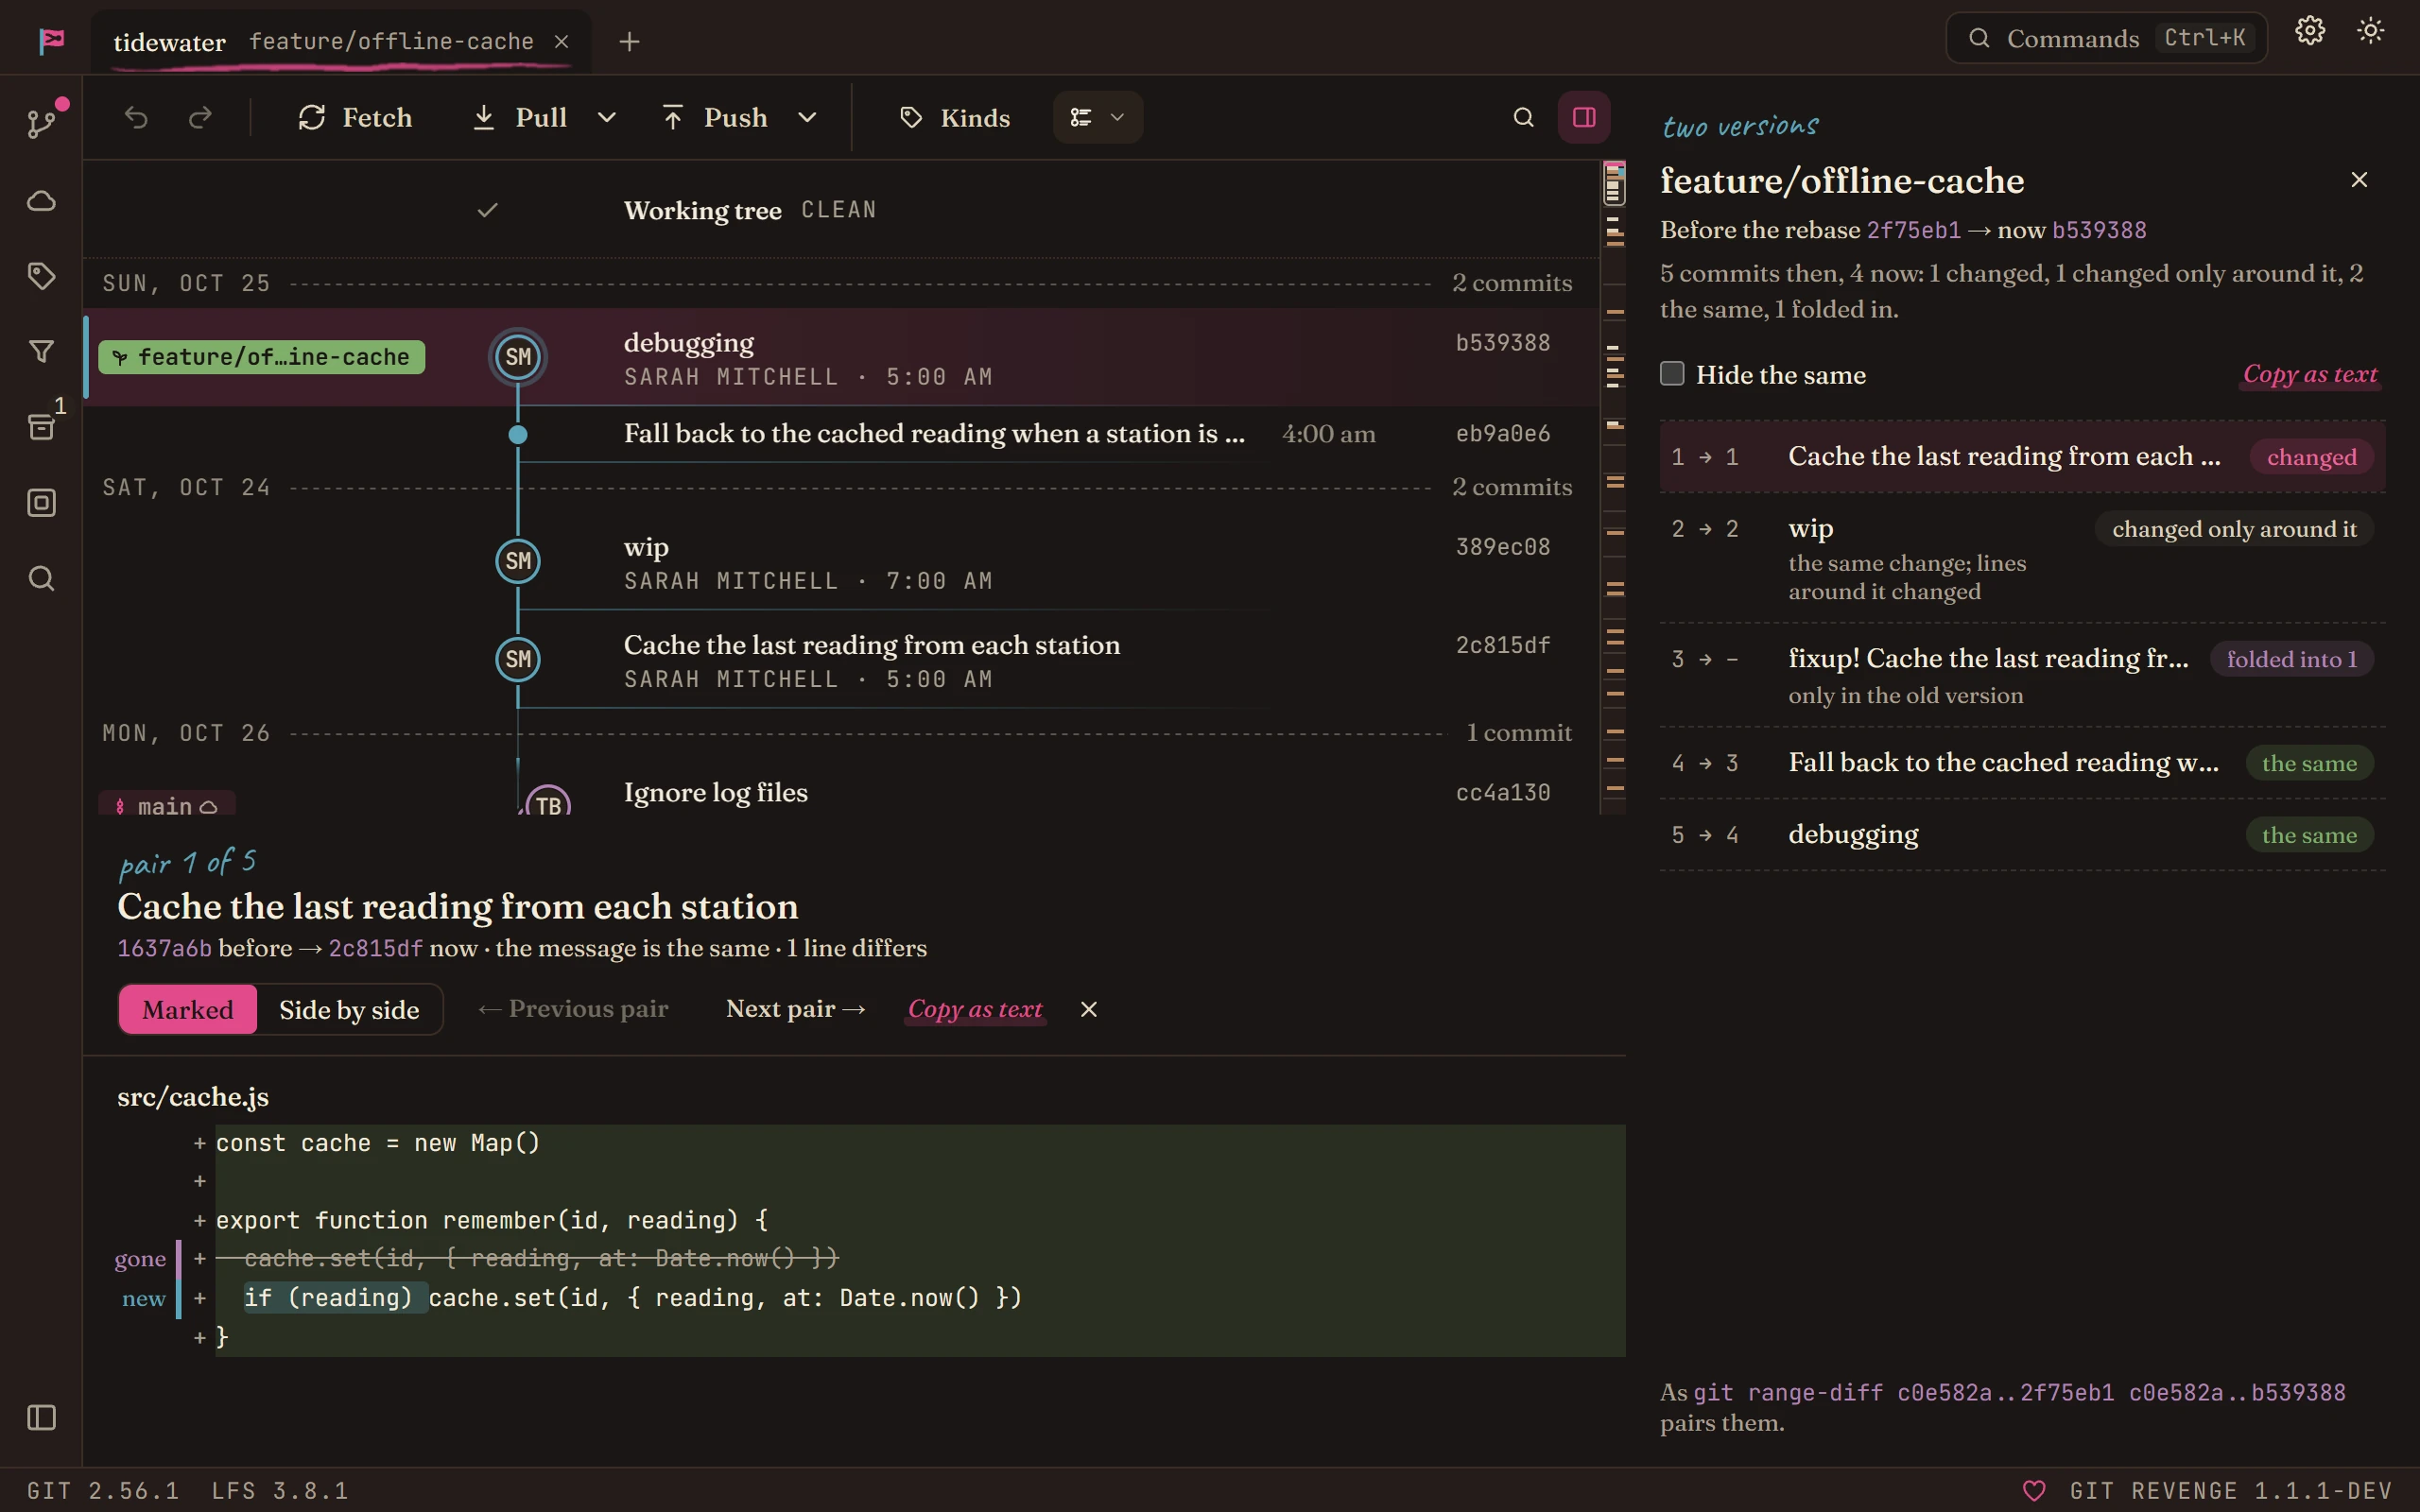 tidewater feature/offline-cache
Commands Ctrl+K
Fetch Pull Push Kinds
1
Working tree CLEAN
SUN, OCT 25 2 commits
feature/of…ine-cache SM debugging b539388
SARAH MITCHELL · 5:00 AM
Fall back to the cached reading when a station is ... 4:00 am eb9a0e6
SAT, OCT 24 2 commits
SM wip 389ec08
SARAH MITCHELL · 7:00 AM
SM Cache the last reading from each station 2c815df
SARAH MITCHELL · 5:00 AM
MON, OCT 26 1 commit
main TB Ignore log files cc4a130
pair 1 of 5
Cache the last reading from each station
1637a6b before → 2c815df now · the message is the same · 1 line differs
Marked Side by side ← Previous pair Next pair → Copy as text
src/cache.js
+ const cache = new Map()
+
+ export function remember(id, reading) {
gone + cache.set(id, { reading, at: Date.now() })
new + if (reading) cache.set(id, { reading, at: Date.now() })
+ }
two versions
feature/offline-cache
Before the rebase 2f75eb1 → now b539388
5 commits then, 4 now: 1 changed, 1 changed only around it, 2
the same, 1 folded in.
Hide the same Copy as text
1 → 1 Cache the last reading from each ... changed
2 → 2 wip changed only around it
the same change; lines
around it changed
3 → – fixup! Cache the last reading fr... folded into 1
only in the old version
4 → 3 Fall back to the cached reading w... the same
5 → 4 debugging the same
As git range-diff c0e582a..2f75eb1 c0e582a..b539388
pairs them.
GIT 2.56.1 LFS 3.8.1
GIT REVENGE 1.1.1-DEV